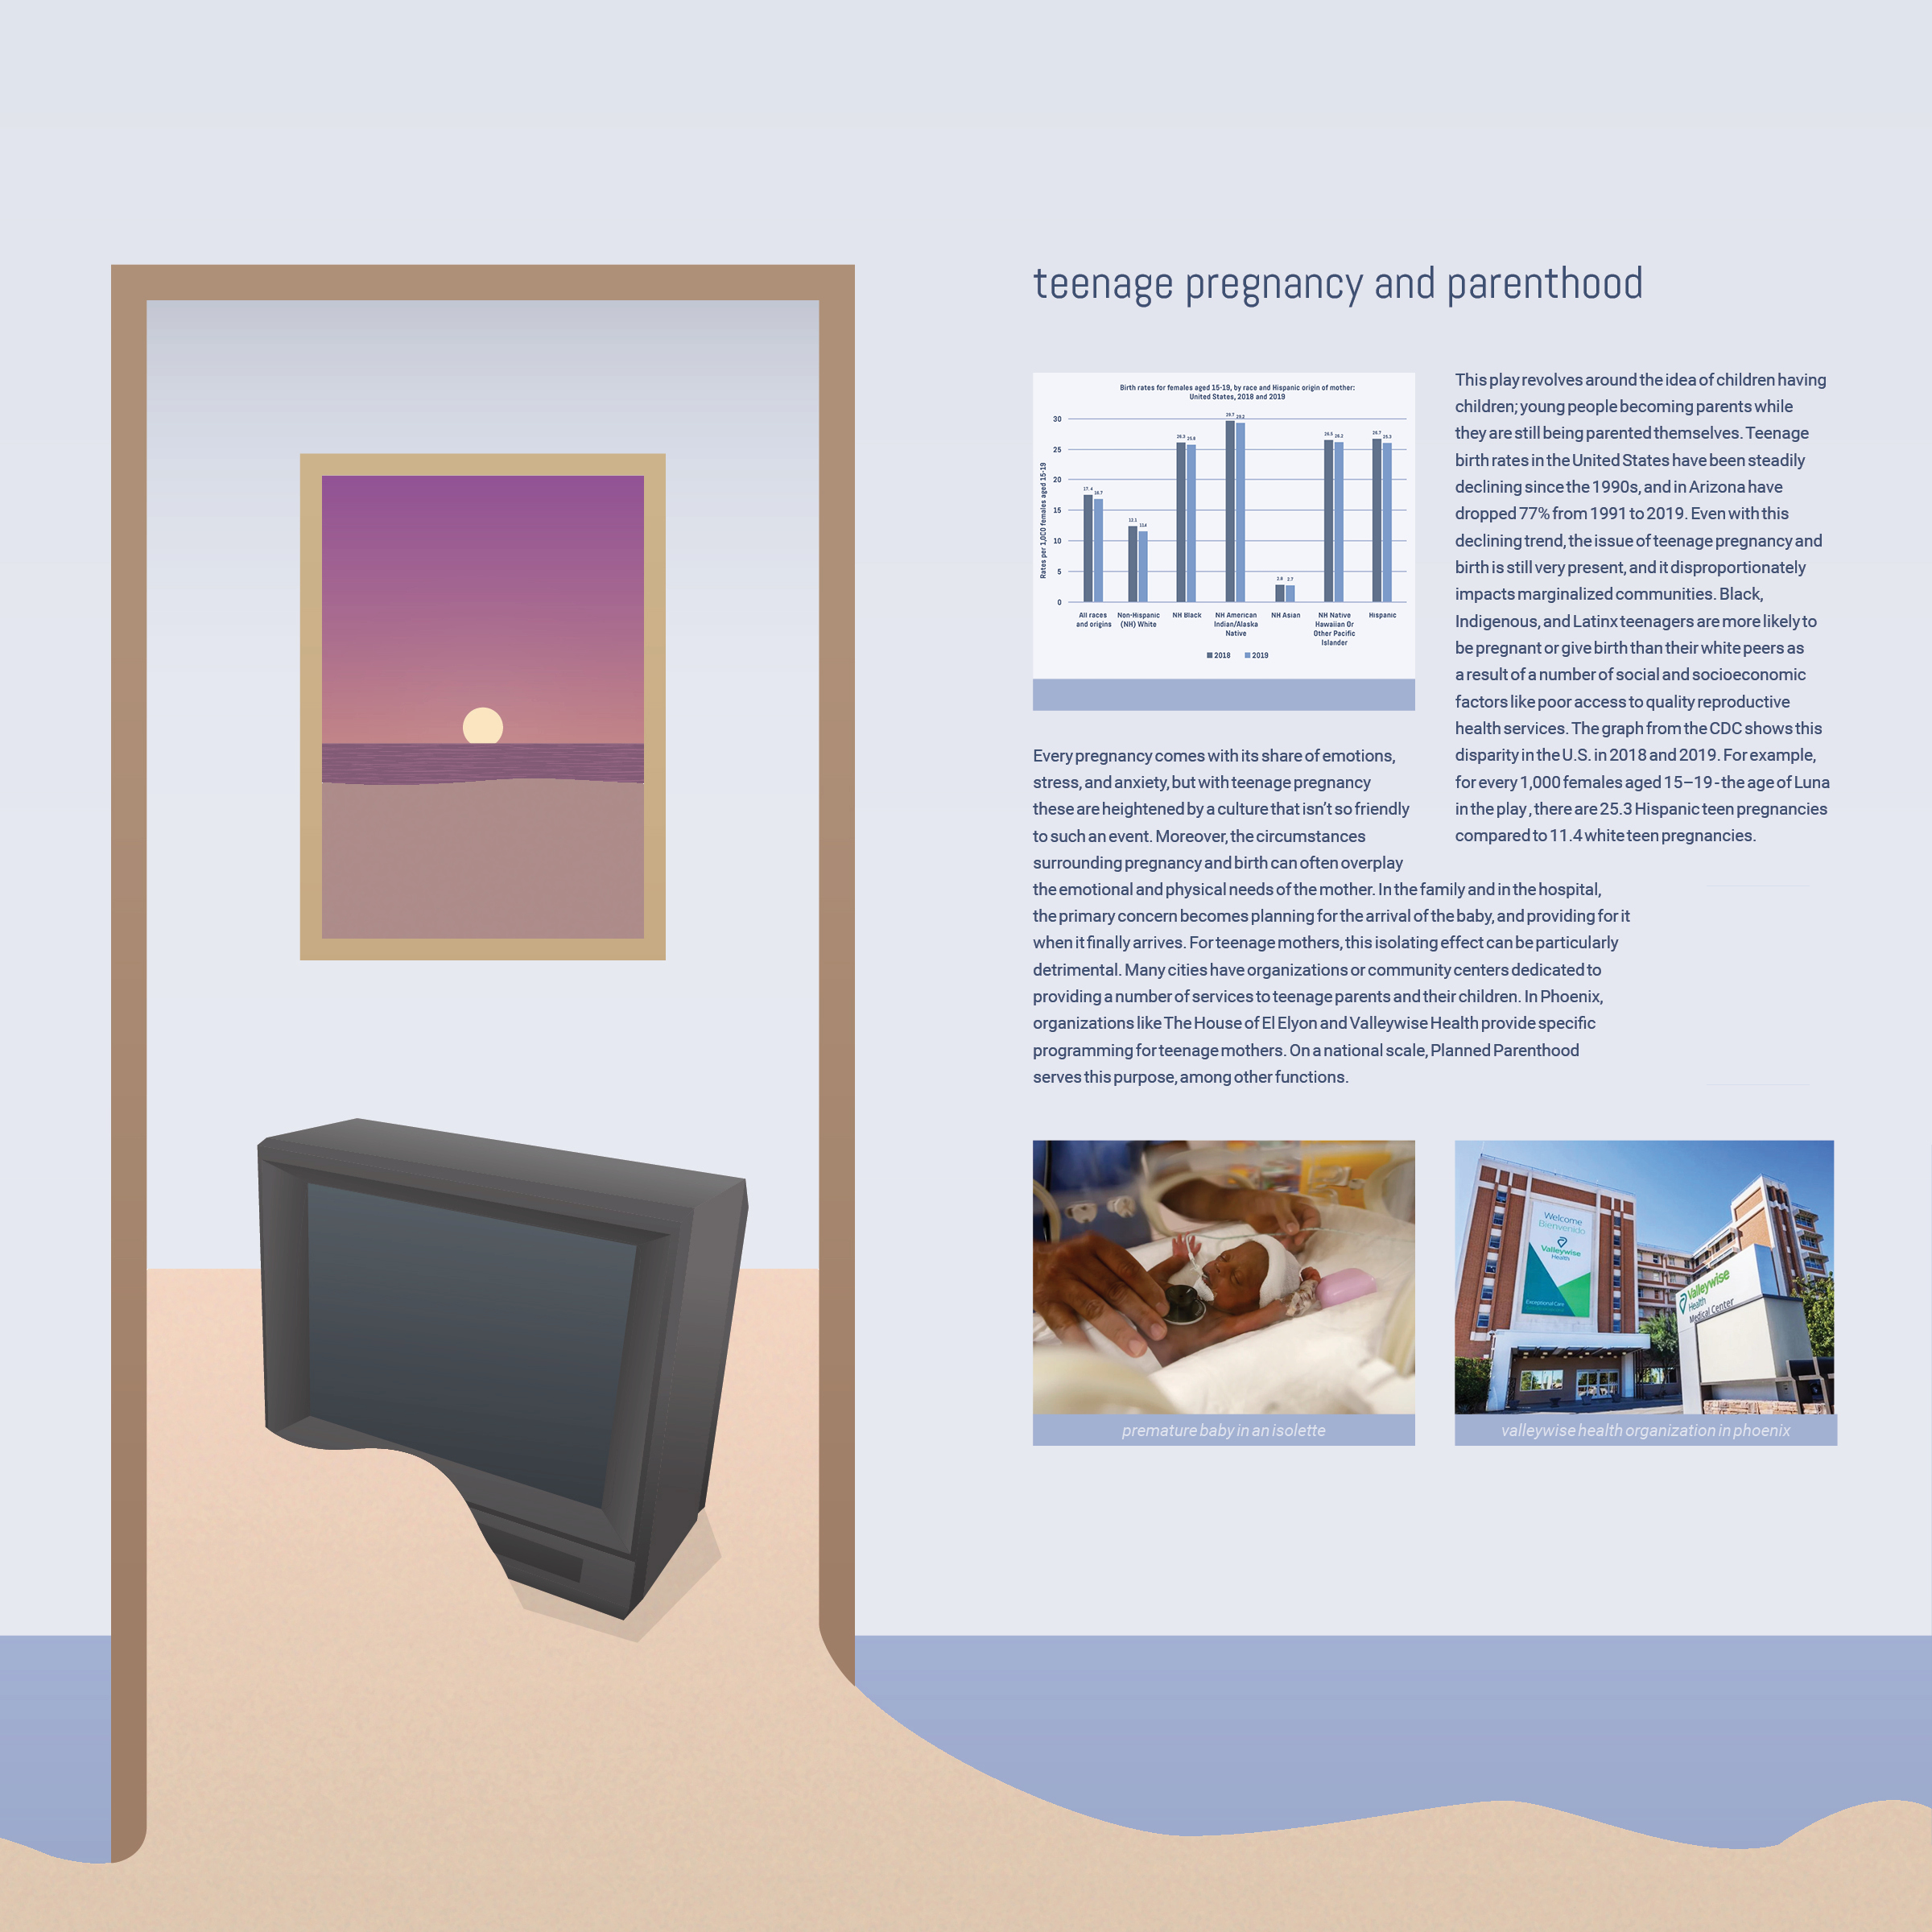 teenage pregnancy and parenthood
Birth rates for females aged 15-19, by race and Hispanic origin of mother:
United States, 2018 and 2019
Rates per 1,000 females aged 15-19
30
25
20
15
10
5
0
17.4
16.7
12.1
26.3
25.8
29.7
29.2
2.8
2.7
26.5
26.2
26.7
25.3
All races
and origins
Non-Hispanic
(NH) White
NH Black
NH American
Indian/Alaska
Native
NH Asian
NH Native
Hawaiian Or
Other Pacific
Islander
Hispanic
2018
2019
This play revolves around the idea of children having
children; young people becoming parents while
they are still being parented themselves. Teenage
birth rates in the United States have been steadily
declining since the 1990s, and in Arizona have
dropped 77% from 1991 to 2019. Even with this
declining trend, the issue of teenage pregnancy and
birth is still very present, and it disproportionately
impacts marginalized communities. Black,
Indigenous, and Latinx teenagers are more likely to
be pregnant or give birth than their white peers as
a result of a number of social and socioeconomic
factors like poor access to quality reproductive
health services. The graph from the CDC shows this
disparity in the U.S. in 2018 and 2019. For example,
for every 1,000 females aged 15–19 - the age of Luna
in the play , there are 25.3 Hispanic teen pregnancies
compared to 11.4 white teen pregnancies.
Every pregnancy comes with its share of emotions,
stress, and anxiety, but with teenage pregnancy
these are heightened by a culture that isn't so friendly
to such an event. Moreover, the circumstances
surrounding pregnancy and birth can often overplay
the emotional and physical needs of the mother. In the family and in the hospital,
the primary concern becomes planning for the arrival of the baby, and providing for it
when it finally arrives. For teenage mothers, this isolating effect can be particularly
detrimental. Many cities have organizations or community centers dedicated to
providing a number of services to teenage parents and their children. In Phoenix,
organizations like The House of El Elyon and Valleywise Health provide specific
programming for teenage mothers. On a national scale, Planned Parenthood
serves this purpose, among other functions.
Welcome
Bienvenido
Valleywise
Health
Exceptional Care
Valleywise
Health
Medical Center
premature baby in an isolette
valleywise health organization in phoenix